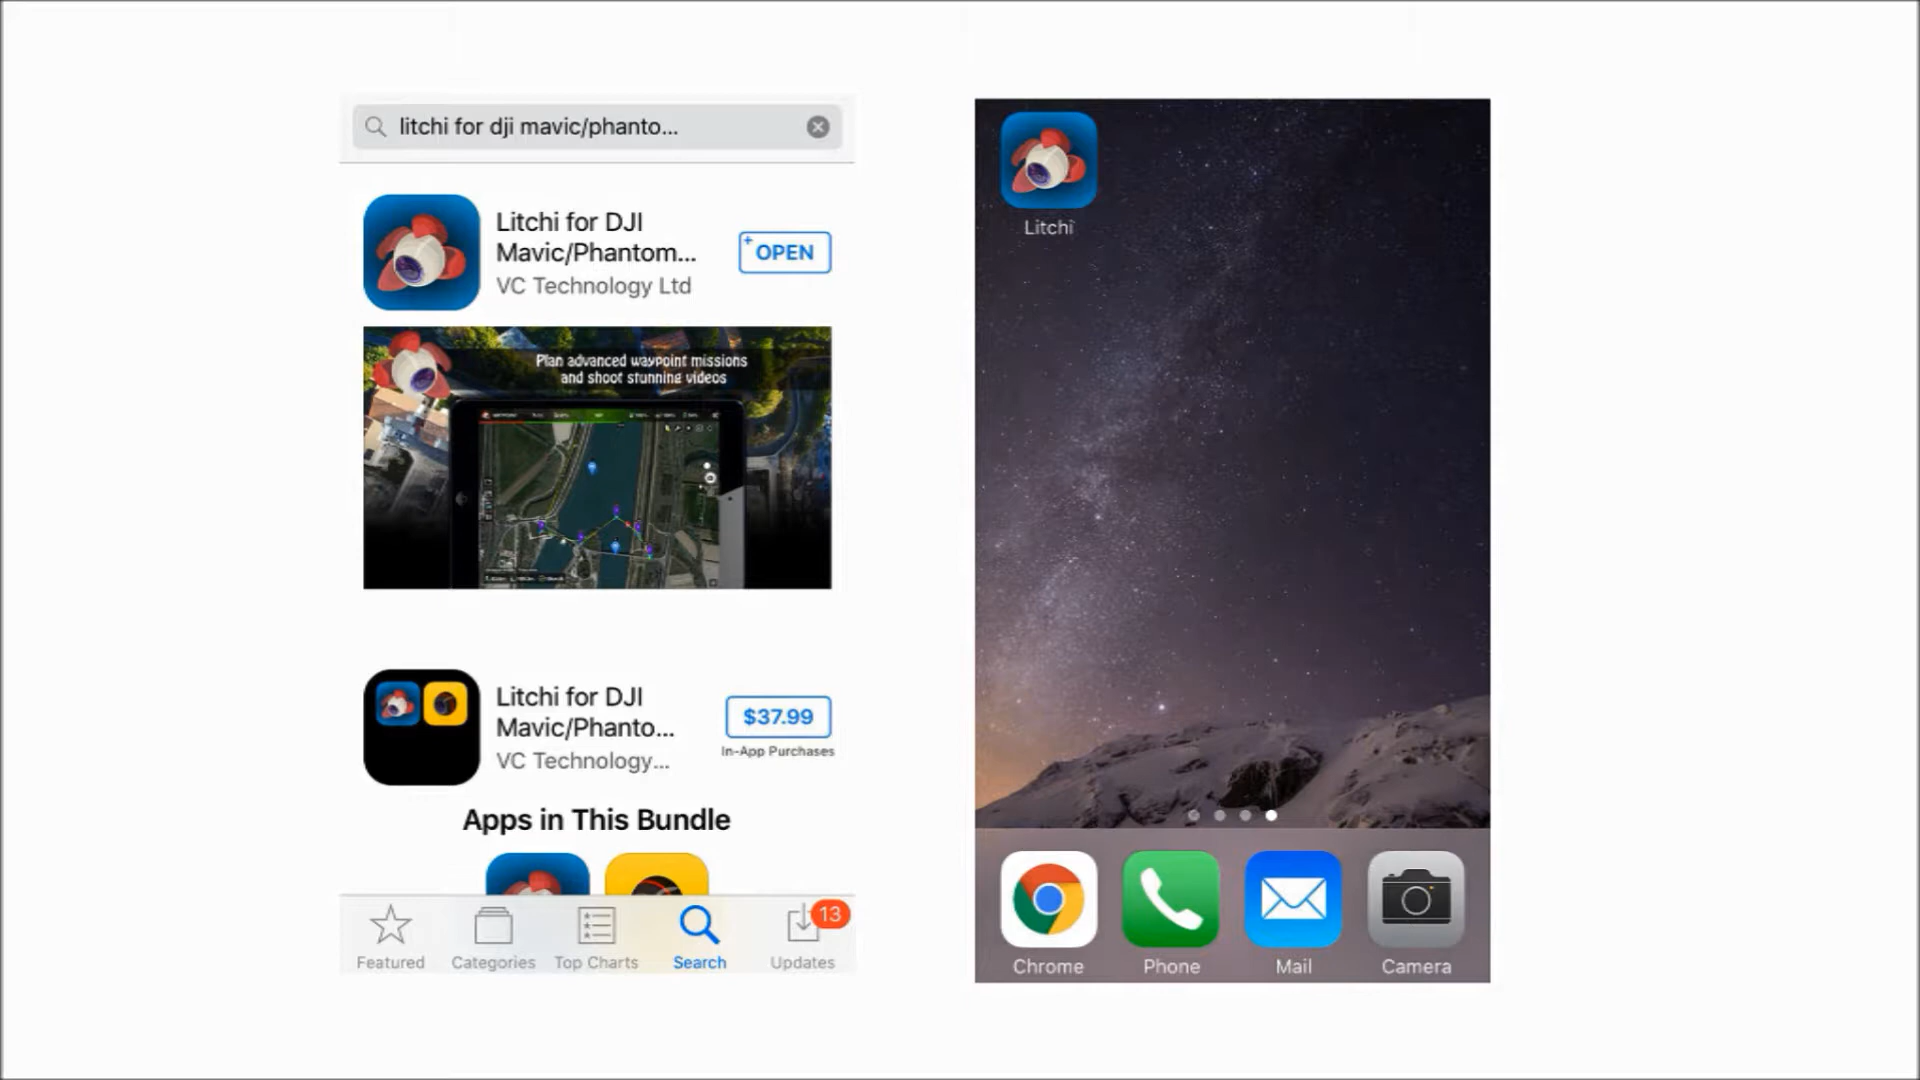 litchi for dji mavic/phanto...
Litchi for DJI
Mavic/Phantom...
VC Technology Ltd
+ OPEN
Plan advanced waypoint missions
and shoot stunning videos
Litchi for DJI
Mavic/Phanto...
VC Technology...
$37.99
In-App Purchases
Apps in This Bundle
Featured
Categories
Top Charts
Search
Updates
13
Litchi
Chrome
Phone
Mail
Camera